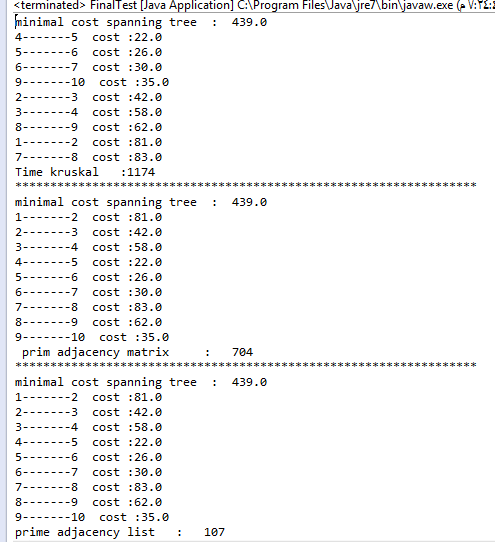 <terminated> FinalTest [Java Application] C:\Program Files\Java\jre7\bin\javaw.exe
minimal cost spanning tree  :  439.0
4-------5  cost :22.0
5-------6  cost :26.0
6-------7  cost :30.0
9-------10  cost :35.0
2-------3  cost :42.0
3-------4  cost :58.0
8-------9  cost :62.0
1-------2  cost :81.0
7-------8  cost :83.0
Time kruskal   :1174
******************************************************************
minimal cost spanning tree  :  439.0
1-------2  cost :81.0
2-------3  cost :42.0
3-------4  cost :58.0
4-------5  cost :22.0
5-------6  cost :26.0
6-------7  cost :30.0
7-------8  cost :83.0
8-------9  cost :62.0
9-------10  cost :35.0
 prim adjacency matrix     :   704
******************************************************************
minimal cost spanning tree  :  439.0
1-------2  cost :81.0
2-------3  cost :42.0
3-------4  cost :58.0
4-------5  cost :22.0
5-------6  cost :26.0
6-------7  cost :30.0
7-------8  cost :83.0
8-------9  cost :62.0
9-------10  cost :35.0
prime adjacency list   :   107